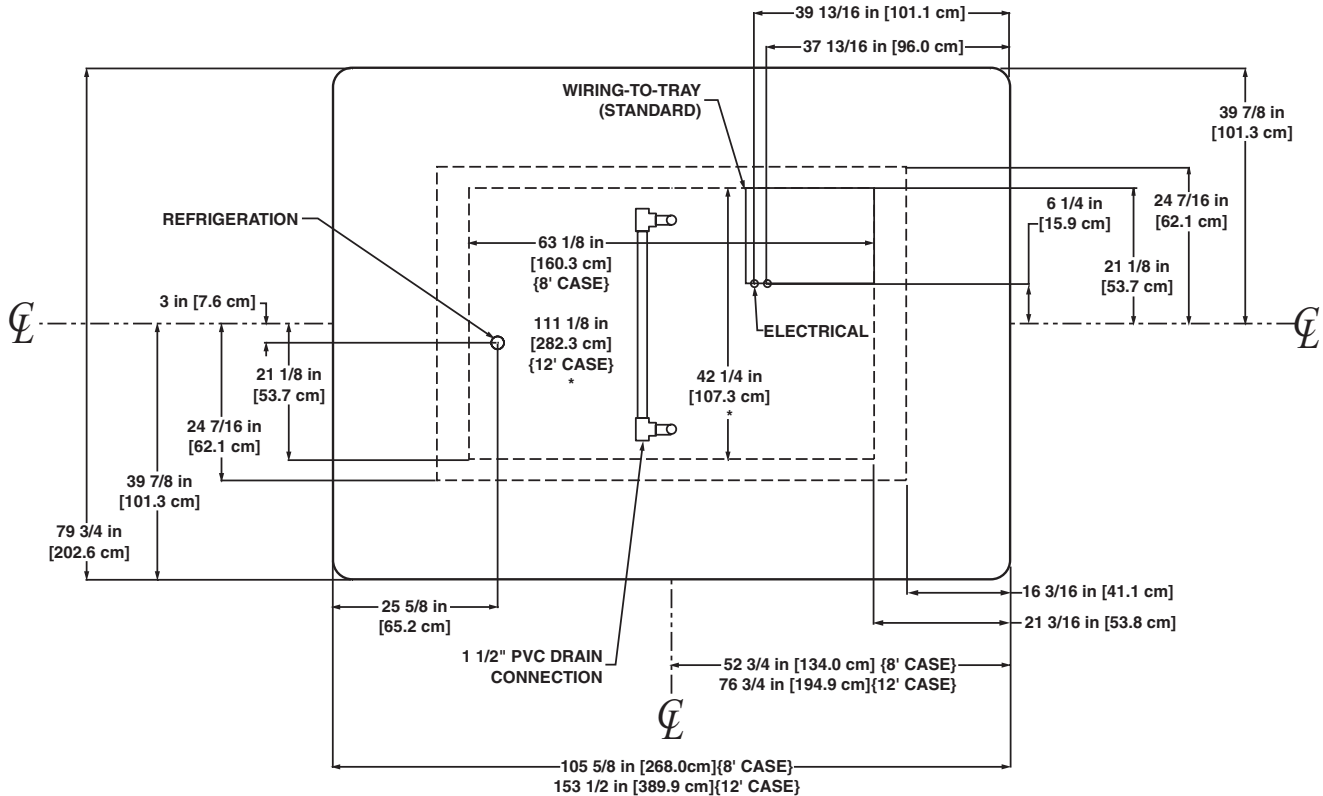 39 13/16 in [101.1 cm]
37 13/16 in [96.0 cm]
WIRING-TO-TRAY
(STANDARD)
39 7/8 in
[101.3 cm]
6 1/4 in
[15.9 cm]
24 7/16 in
[62.1 cm]
REFRIGERATION
63 1/8 in
[160.3 cm]
{8' CASE}
21 1/8 in
[53.7 cm]
3 in [7.6 cm]
℄
111 1/8 in
[282.3 cm]
{12' CASE}
*
ELECTRICAL
℄
21 1/8 in
[53.7 cm]
42 1/4 in
[107.3 cm]
*
24 7/16 in
[62.1 cm]
39 7/8 in
[101.3 cm]
79 3/4 in
[202.6 cm]
25 5/8 in
[65.2 cm]
16 3/16 in [41.1 cm]
21 3/16 in [53.8 cm]
1 1/2" PVC DRAIN
CONNECTION
52 3/4 in [134.0 cm] {8' CASE}
76 3/4 in [194.9 cm]{12' CASE}
℄
105 5/8 in [268.0cm]{8' CASE}
153 1/2 in [389.9 cm]{12' CASE}